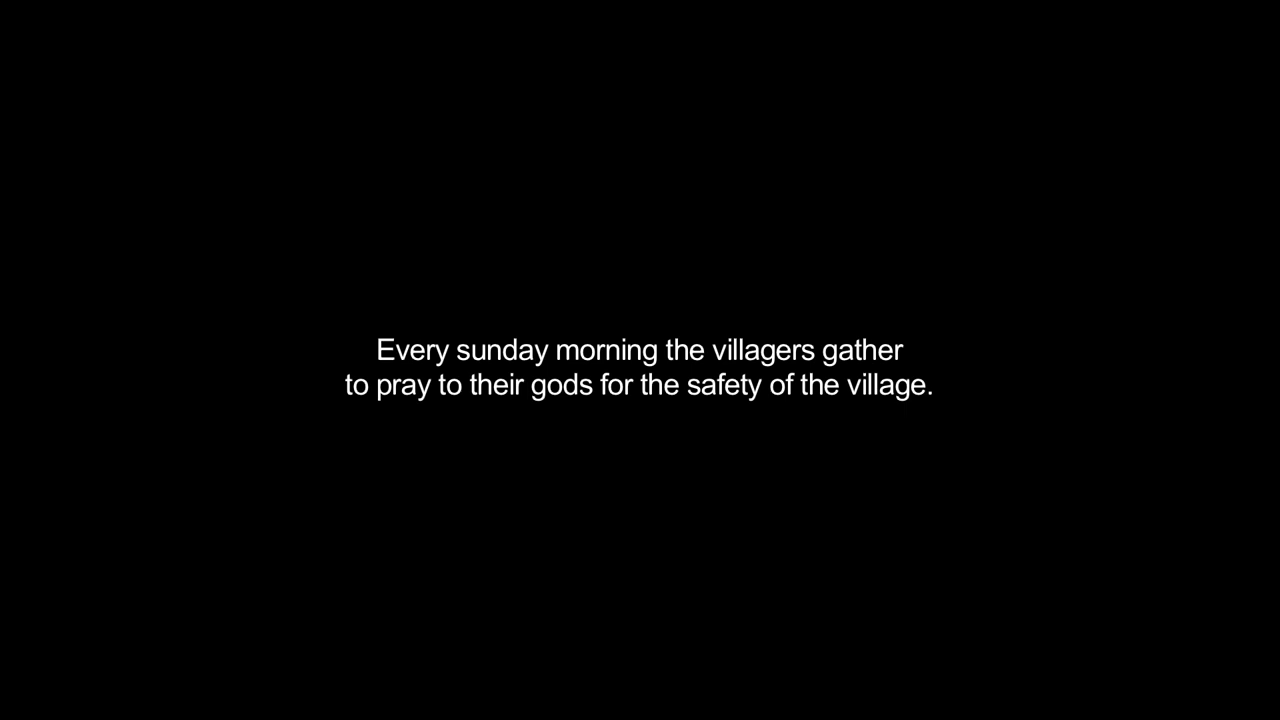 Every sunday morning the villagers gather
to pray to their gods for the safety of the village.